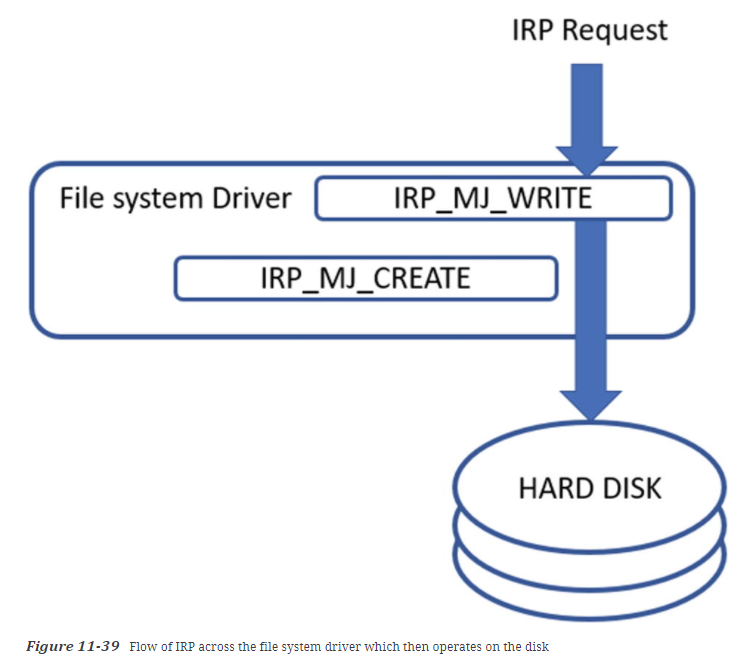 IRP Request
File system Driver
IRP_MJ_WRITE
IRP_MJ_CREATE
HARD DISK
Figure 11-39 Flow of IRP across the file system driver which then operates on the disk